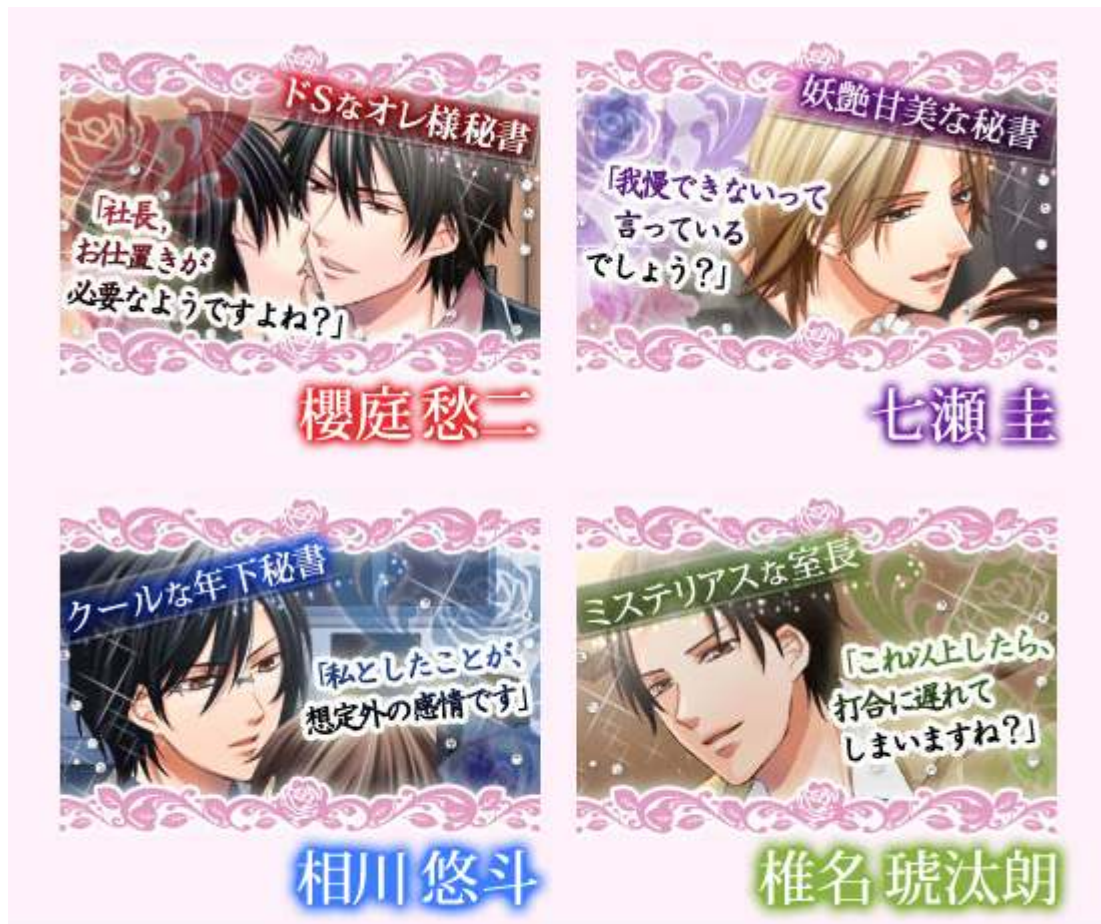 ドSなオレ様秘書
「社長,
お仕置きが
必要なようですよね?」
櫻庭 愁二
妖艶甘美な秘書
「我慢できないって
言っている
でしょう?」
七瀬 圭
クールな年下秘書
「私としたことが、
想定外の感情です」
相川 悠斗
ミステリアスな室長
「これ以上したら、
打合に遅れて
しまいますね?」
椎名 琥汰朗